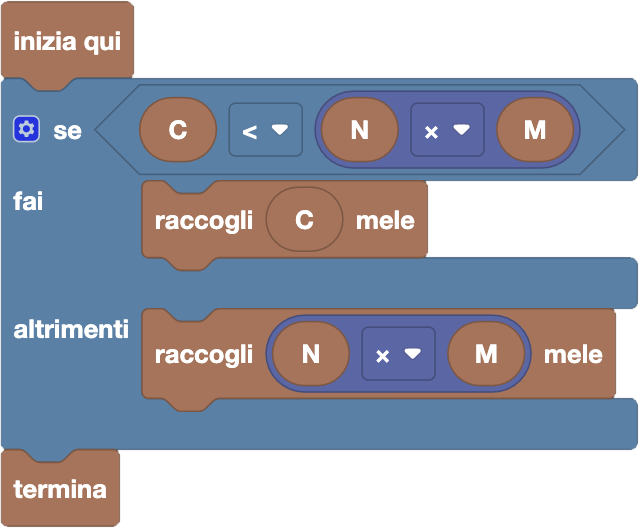 inizia qui
se C < N × M
fai
raccogli C mele
altrimenti
raccogli N × M mele
termina